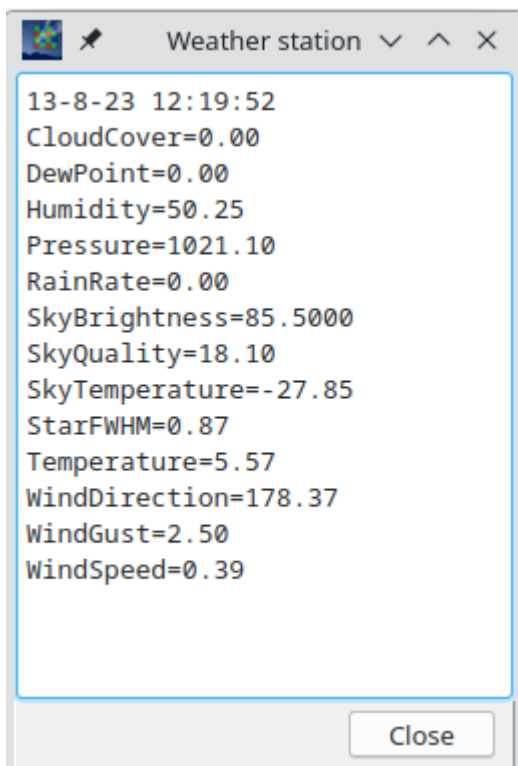 Weather station
13-8-23 12:19:52
CloudCover=0.00
DewPoint=0.00
Humidity=50.25
Pressure=1021.10
RainRate=0.00
SkyBrightness=85.5000
SkyQuality=18.10
SkyTemperature=-27.85
StarFWHM=0.87
Temperature=5.57
WindDirection=178.37
WindGust=2.50
WindSpeed=0.39
Close